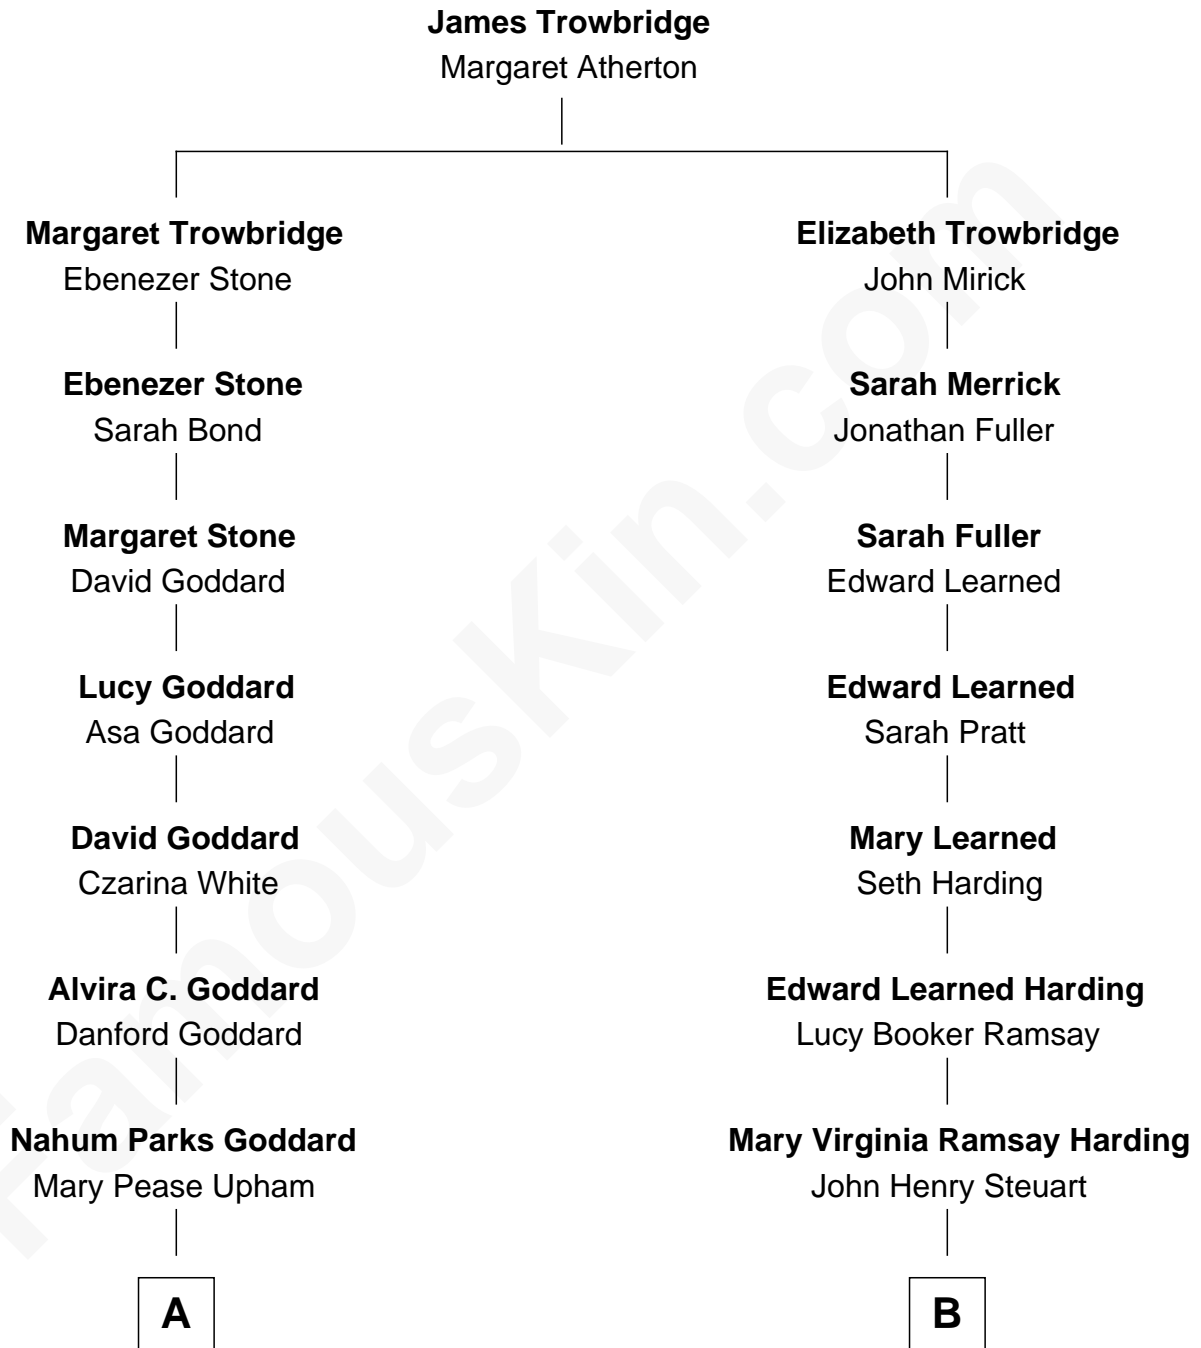 James Trowbridge
Margaret Atherton
Margaret Trowbridge
Ebenezer Stone
Elizabeth Trowbridge
John Mirick
Ebenezer Stone
Sarah Bond
Sarah Merrick
Jonathan Fuller
Margaret Stone
David Goddard
Sarah Fuller
Edward Learned
Lucy Goddard
Asa Goddard
Edward Learned
Sarah Pratt
David Goddard
Czarina White
Mary Learned
Seth Harding
Alvira C. Goddard
Danford Goddard
Edward Learned Harding
Lucy Booker Ramsay
Nahum Parks Goddard
Mary Pease Upham
Mary Virginia Ramsay Harding
John Henry Steuart
A
B
FamousKin.com